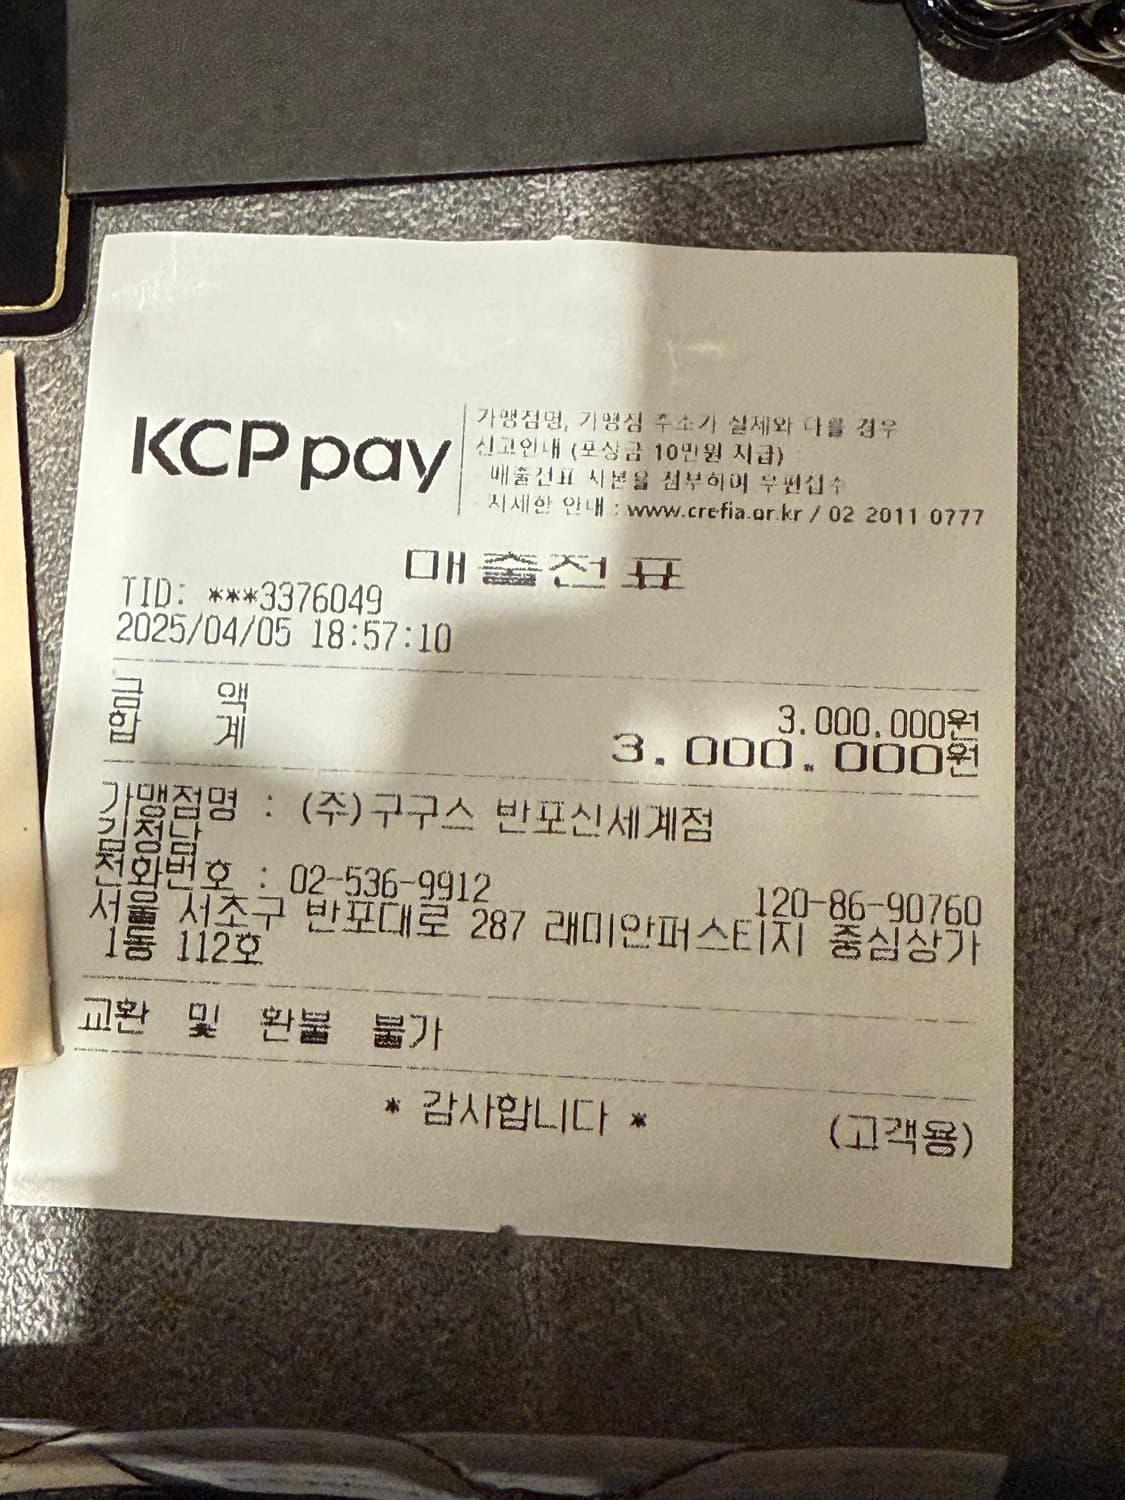 KCP pay
가맹점명, 가맹점 주소가 실제와 다를 경우
신고안내 (포상금 10만원 지급)
매출전표 사본을 첨부하여 우편접수
자세한 안내 : www.crefia.or.kr / 02 2011 0777
매출전표
TID: ***3376049
2025/04/05 18:57:10
금 액 3.000.000원
합 계 3.000.000원
가맹점명 : (주)구구스 반포신세계점
김정담
전화번호 : 02-536-9912 120-86-90760
서울 서초구 반포대로 287 래미안퍼스티지 중심상가
1동 112호
교환 및 환불 불가
* 감사합니다 *
(고객용)